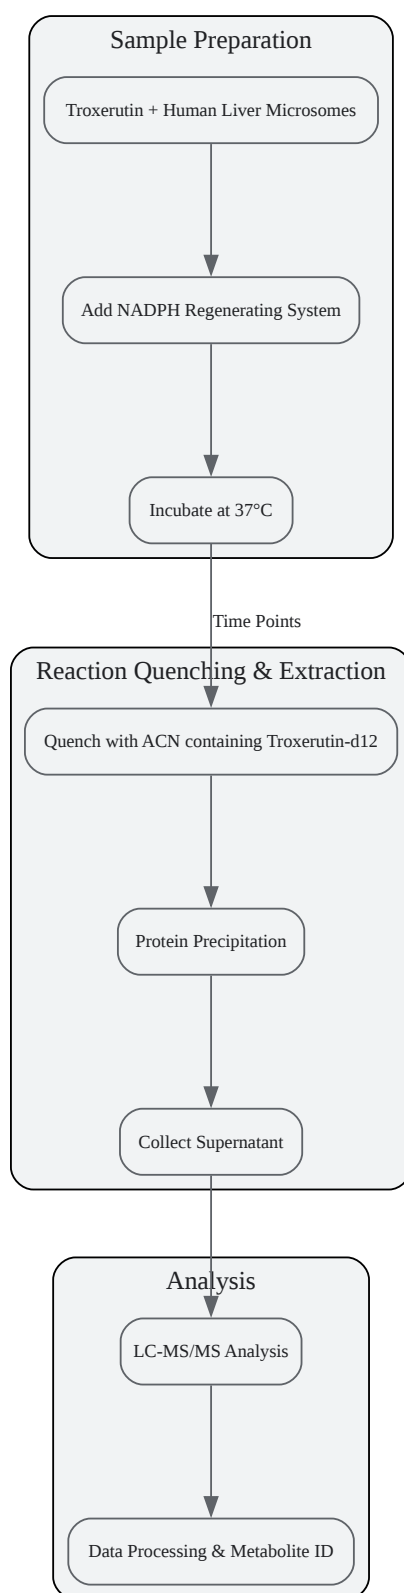 Sample Preparation
Troxerutin + Human Liver Microsomes
Add NADPH Regenerating System
Incubate at 37°C
Time Points
Reaction Quenching & Extraction
Quench with ACN containing Troxerutin-d12
Protein Precipitation
Collect Supernatant
Analysis
LC-MS/MS Analysis
Data Processing & Metabolite ID